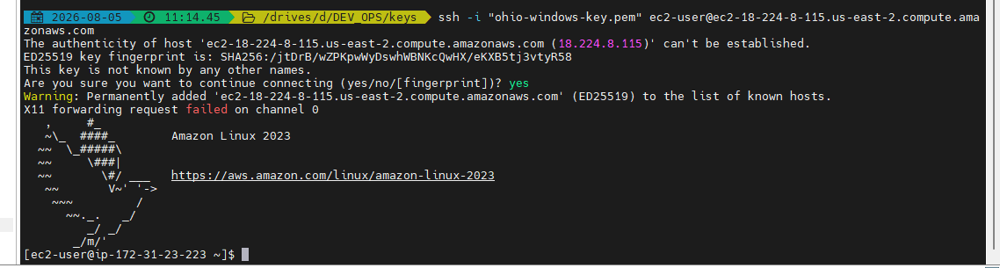 2026-08-05 11:14.45 /drives/d/DEV_OPS/keys ssh -i "ohio-windows-key.pem" ec2-user@ec2-18-224-8-115.us-east-2.compute.ama
zonaws.com
The authenticity of host 'ec2-18-224-8-115.us-east-2.compute.amazonaws.com (18.224.8.115)' can't be established.
ED25519 key fingerprint is: SHA256:/jtDrB/wZPKpwWyDswhWBNKcQwHX/eKXB5tj3vtyR58
This key is not known by any other names.
Are you sure you want to continue connecting (yes/no/[fingerprint])? yes
Warning: Permanently added 'ec2-18-224-8-115.us-east-2.compute.amazonaws.com' (ED25519) to the list of known hosts.
X11 forwarding request failed on channel 0
   ,     #_
   ~\_  ####_        Amazon Linux 2023
  ~~  \_#####\
  ~~     \###|
  ~~       \#/ ___   https://aws.amazon.com/linux/amazon-linux-2023
   ~~       V~' '->
    ~~~         /
      ~~._.   _/
         _/ _/
       _/m/'
[ec2-user@ip-172-31-23-223 ~]$